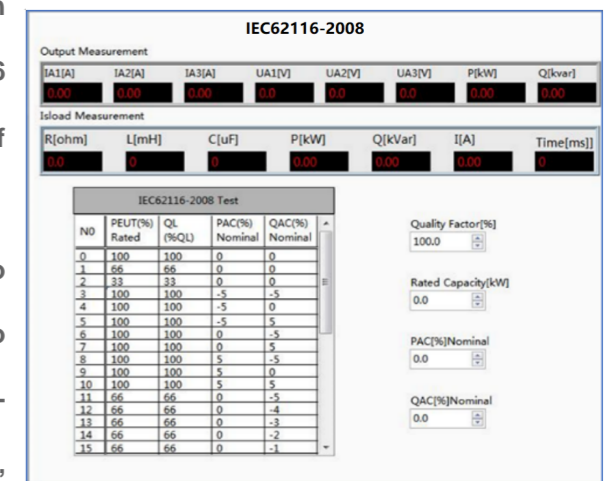 IEC62116-2008
Output Measurement
IA1[A] IA2[A] IA3[A] UA1[V] UA2[V] UA3[V] P[kW] Q[kvar]
0.00 0.00 0.00 0.0 0.0 0.0 0.00 0.00
Isload Measurement
R[ohm] L[mH] C[uF] P[kW] Q[kVar] I[A] Time[ms]]
0.0 0 0 0.00 0.00 0.00 0
IEC62116-2008 Test
N0 PEUT(%) Rated QL (%QL) PAC(%) Nominal QAC(%) Nominal
0 100 100 0 0
1 66 66 0 0
2 33 33 0 0
3 100 100 -5 -5
4 100 100 -5 0
5 100 100 -5 5
6 100 100 0 -5
7 100 100 0 5
8 100 100 5 -5
9 100 100 5 0
10 100 100 5 5
11 66 66 0 -5
12 66 66 0 -4
13 66 66 0 -3
14 66 66 0 -2
15 66 66 0 -1
Quality Factor[%]
100.0
Rated Capacity[kW]
0.0
PAC[%]Nominal
0.0
QAC[%]Nominal
0.0